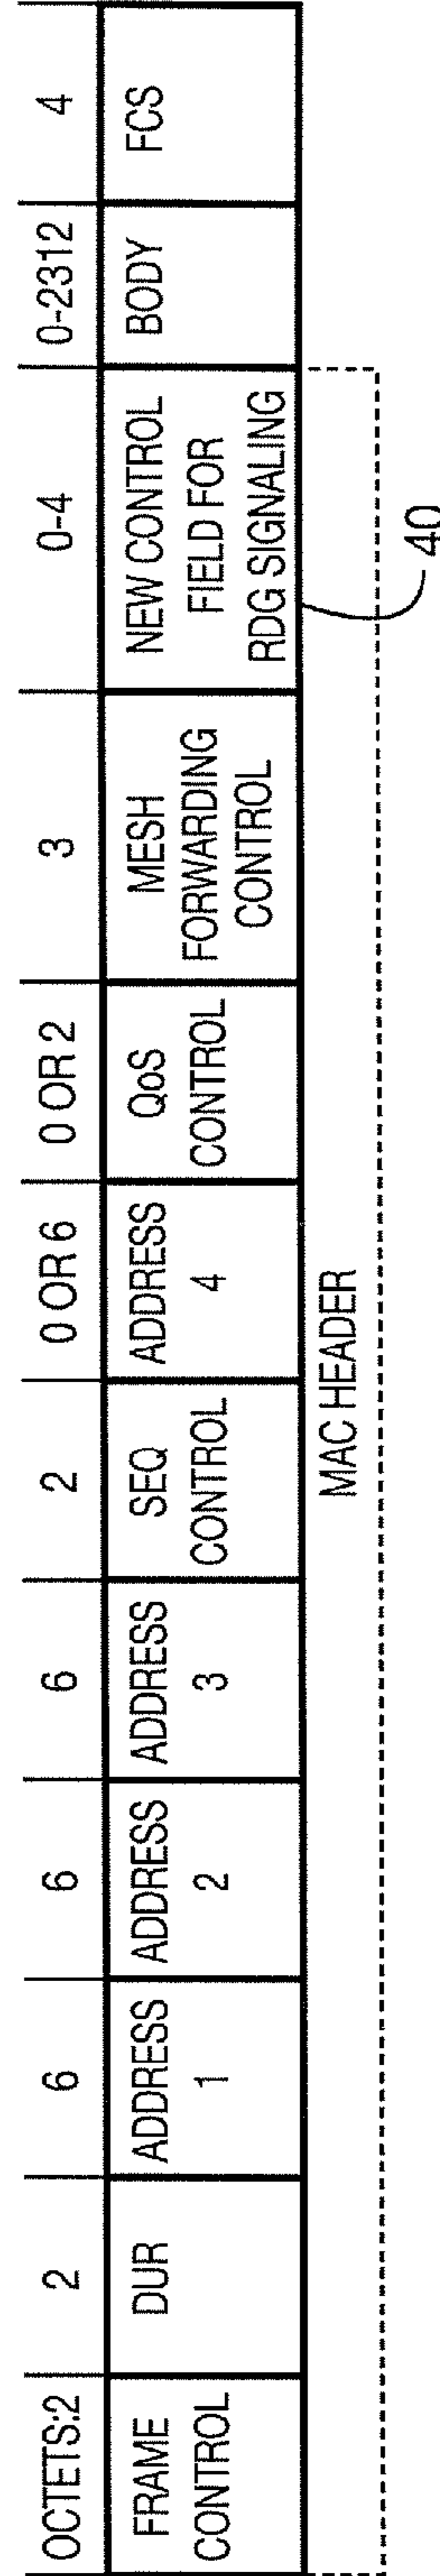 OCTETS:2 2 6 6 6 2 0 OR 6 0 OR 2 3 0-4 0-2312 4
FRAME
CONTROL
DUR
ADDRESS
1
ADDRESS
2
ADDRESS
3
SEQ
CONTROL
ADDRESS
4
QoS
CONTROL
MESH
FORWARDING
CONTROL
NEW CONTROL
FIELD FOR
RDG SIGNALING
BODY
FCS
MAC HEADER
40